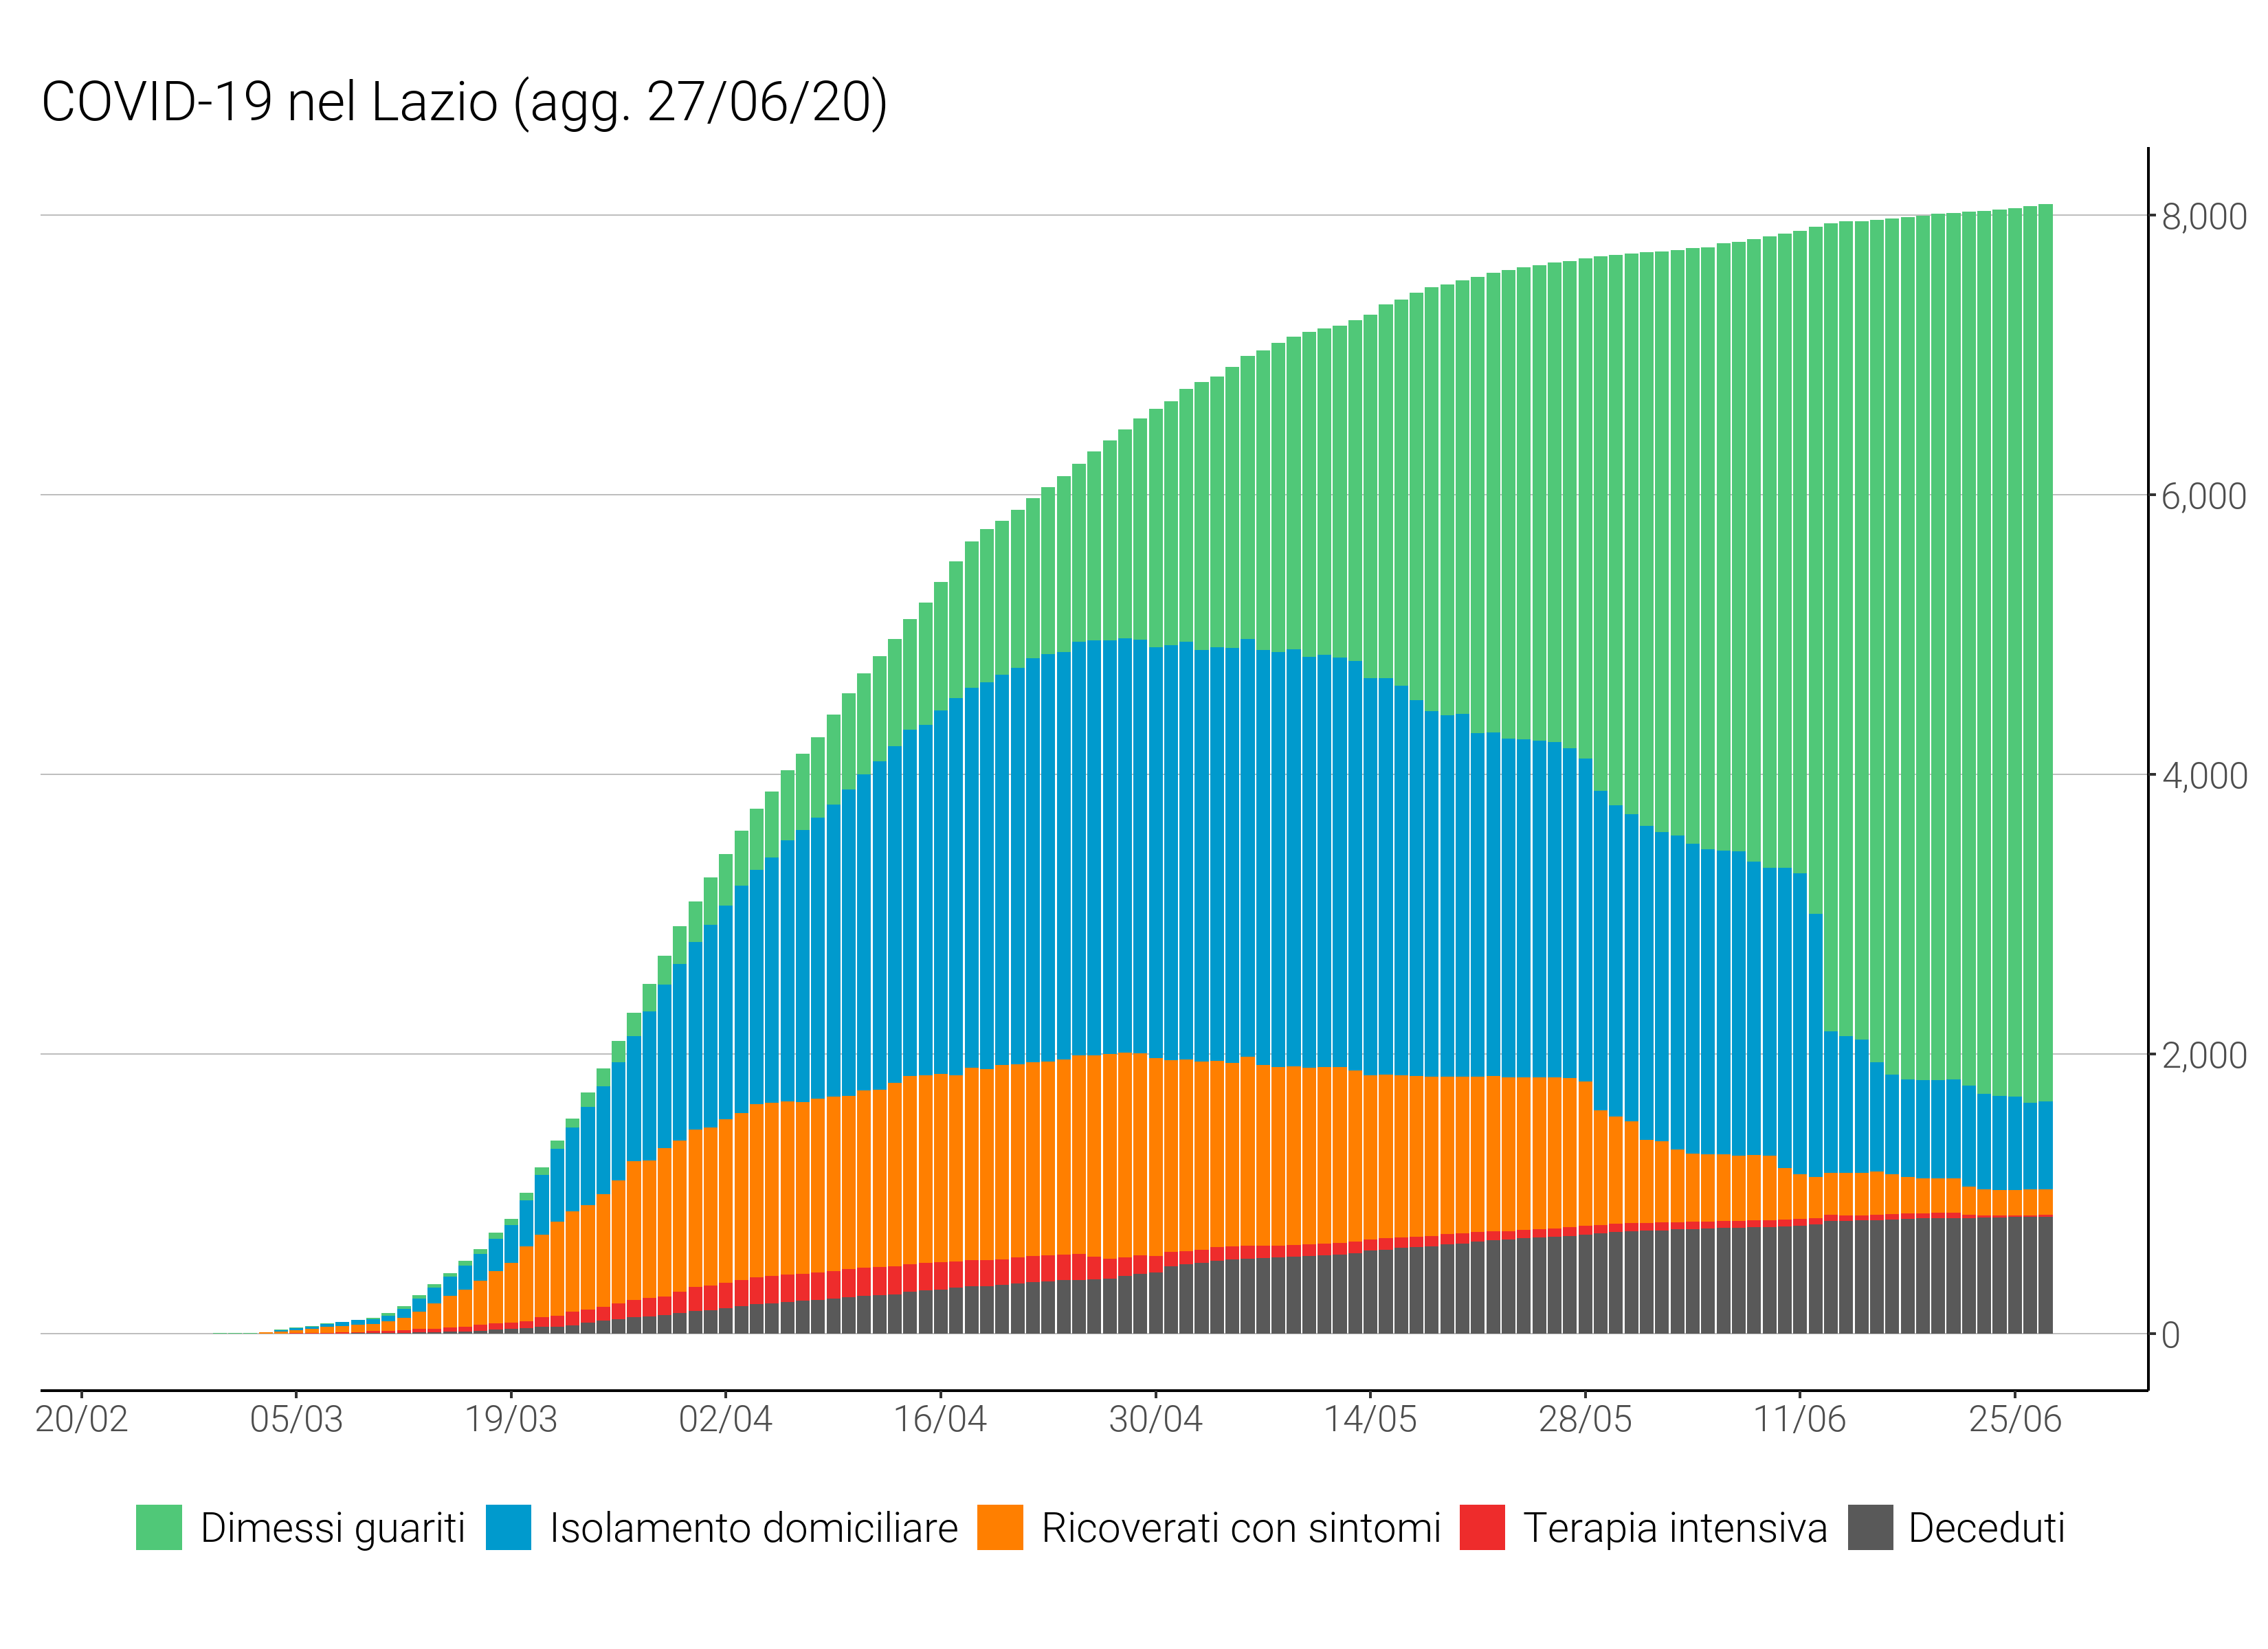 COVID-19 nel Lazio (agg. 27/06/20)
8,000
6,000
4,000
2,000
0
20/02 05/03 19/03 02/04 16/04 30/04 14/05 28/05 11/06 25/06
Dimessi guariti Isolamento domiciliare Ricoverati con sintomi Terapia intensiva Deceduti